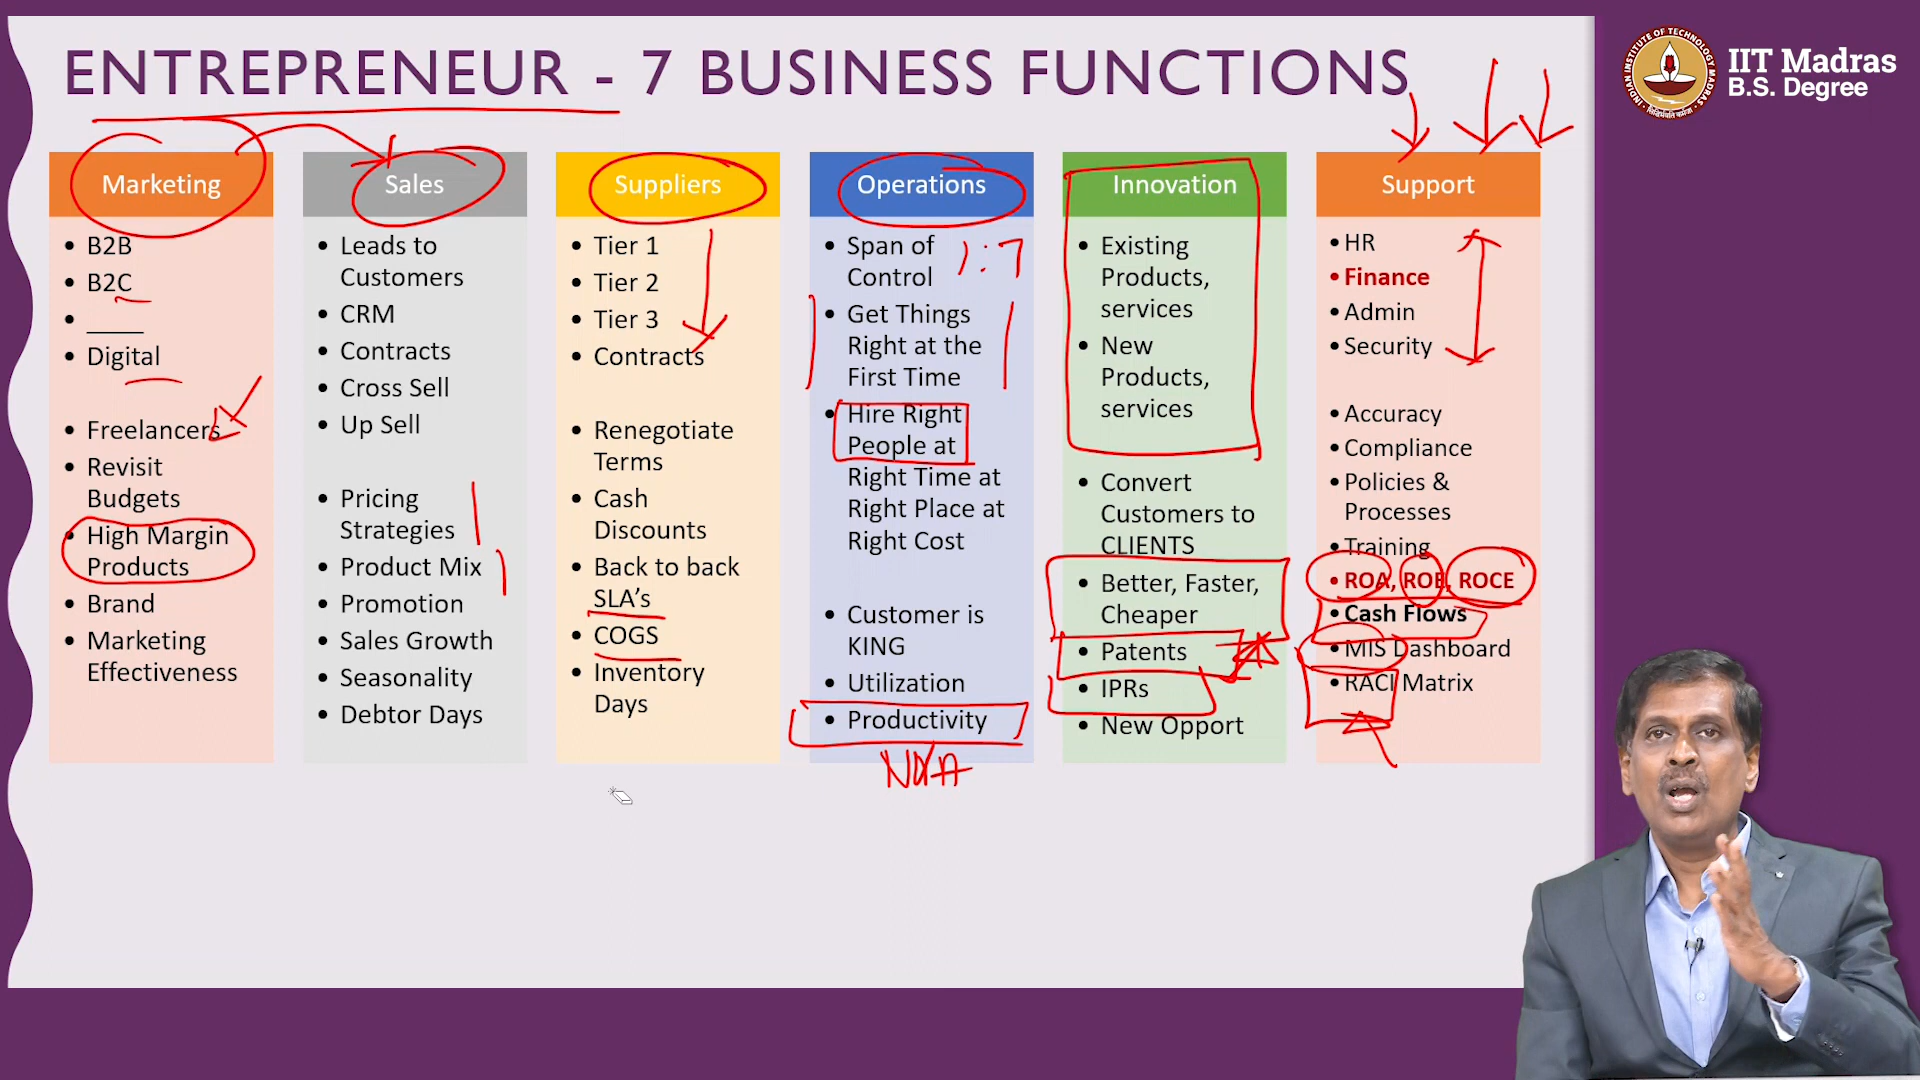 ENTREPRENEUR - 7 BUSINESS FUNCTIONS
IIT Madras
B.S. Degree
INDIAN INSTITUTE OF TECHNOLOGY MADRAS
Marketing
• B2B
• B2C
• ____
• Digital
• Freelancers
• Revisit
Budgets
• High Margin
Products
• Brand
• Marketing
Effectiveness
Sales
• Leads to
Customers
• CRM
• Contracts
• Cross Sell
• Up Sell
• Pricing
Strategies
• Product Mix
• Promotion
• Sales Growth
• Seasonality
• Debtor Days
Suppliers
• Tier 1
• Tier 2
• Tier 3
• Contracts
• Renegotiate
Terms
• Cash
Discounts
• Back to back
SLA's
• COGS
• Inventory
Days
Operations
• Span of
Control
1:7
• Get Things
Right at the
First Time
• Hire Right
People at
Right Time at
Right Place at
Right Cost
• Customer is
KING
• Utilization
• Productivity
Innovation
• Existing
Products,
services
• New
Products,
services
• Convert
Customers to
CLIENTS
• Better, Faster,
Cheaper
• Patents
• IPRs
• New Opport
Support
• HR
• Finance
• Admin
• Security
• Accuracy
• Compliance
• Policies &
Processes
• Training
• ROA, ROE, ROCE
• Cash Flows
• MIS Dashboard
• RACI Matrix